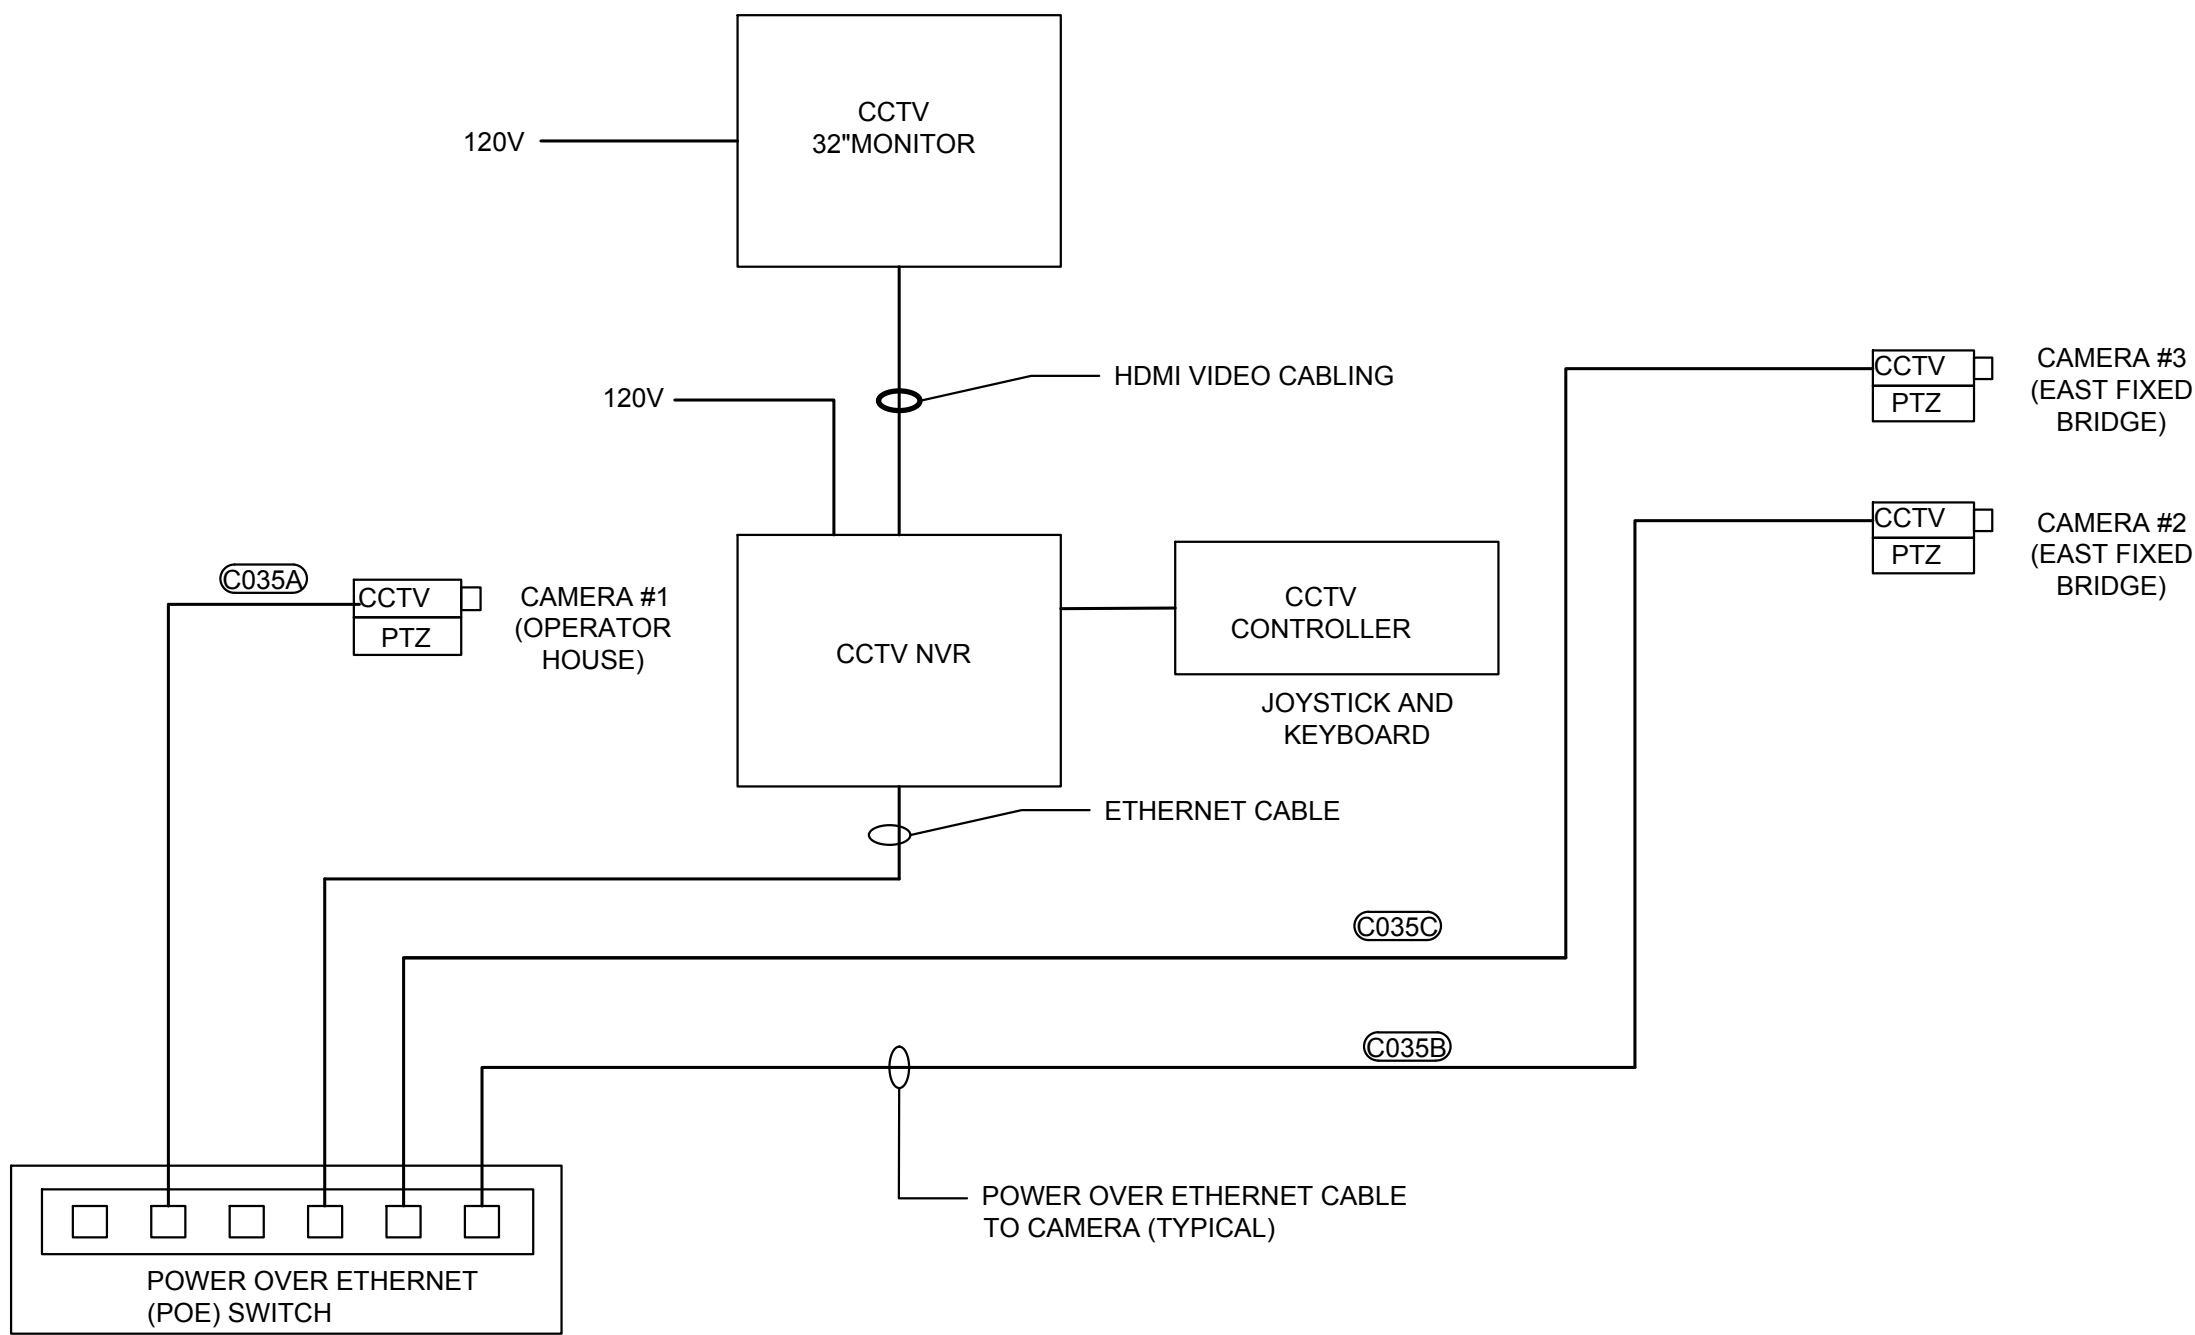 CCTV
32"MONITOR
120V
HDMI VIDEO CABLING
120V
CCTV
PTZ
CAMERA #3
(EAST FIXED
BRIDGE)
CCTV
PTZ
CAMERA #2
(EAST FIXED
BRIDGE)
C035A
CCTV
PTZ
CAMERA #1
(OPERATOR
HOUSE)
CCTV NVR
CCTV
CONTROLLER
JOYSTICK AND
KEYBOARD
ETHERNET CABLE
C035C
C035B
POWER OVER ETHERNET CABLE
TO CAMERA (TYPICAL)
POWER OVER ETHERNET
(POE) SWITCH